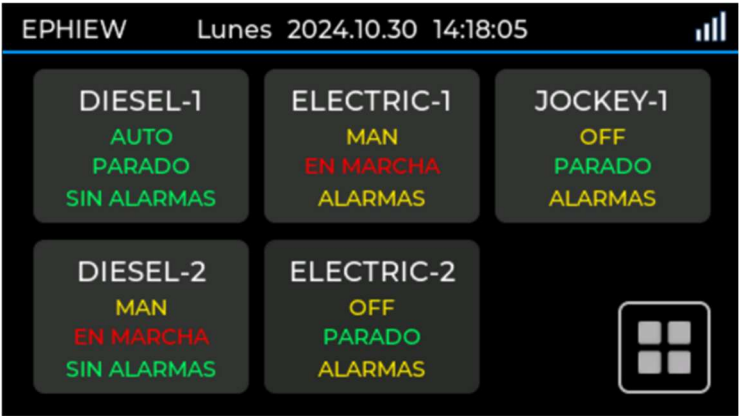 EPHIEW Lunes 2024.10.30 14:18:05
DIESEL-1
AUTO
PARADO
SIN ALARMAS
ELECTRIC-1
MAN
EN MARCHA
ALARMAS
JOCKEY-1
OFF
PARADO
ALARMAS
DIESEL-2
MAN
EN MARCHA
SIN ALARMAS
ELECTRIC-2
OFF
PARADO
ALARMAS